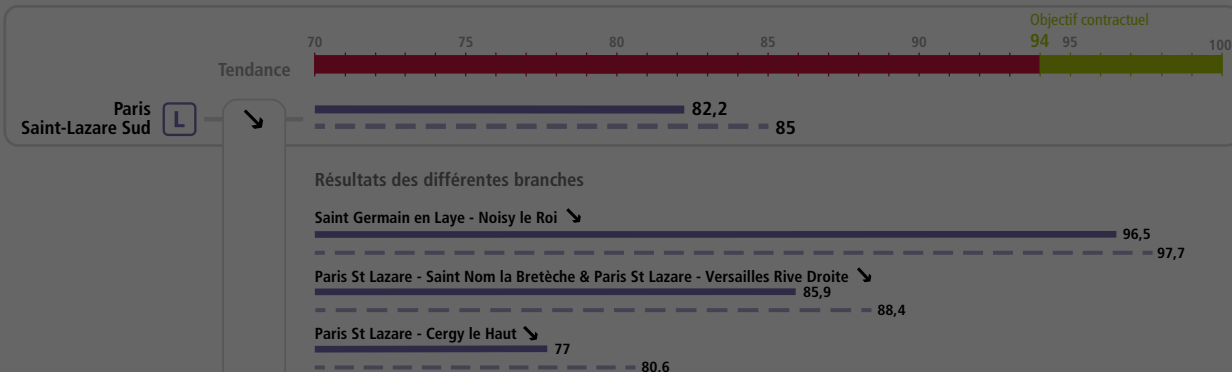 Objectif contractuel
70 75 80 85 90 94 95 100
Tendance
Paris
Saint-Lazare Sud L ↘ 82,2
85
Résultats des différentes branches
Saint Germain en Laye - Noisy le Roi ↘
96,5
97,7
Paris St Lazare - Saint Nom la Bretèche & Paris St Lazare - Versailles Rive Droite ↘
85,9
88,4
Paris St Lazare - Cergy le Haut ↘
77
80,6